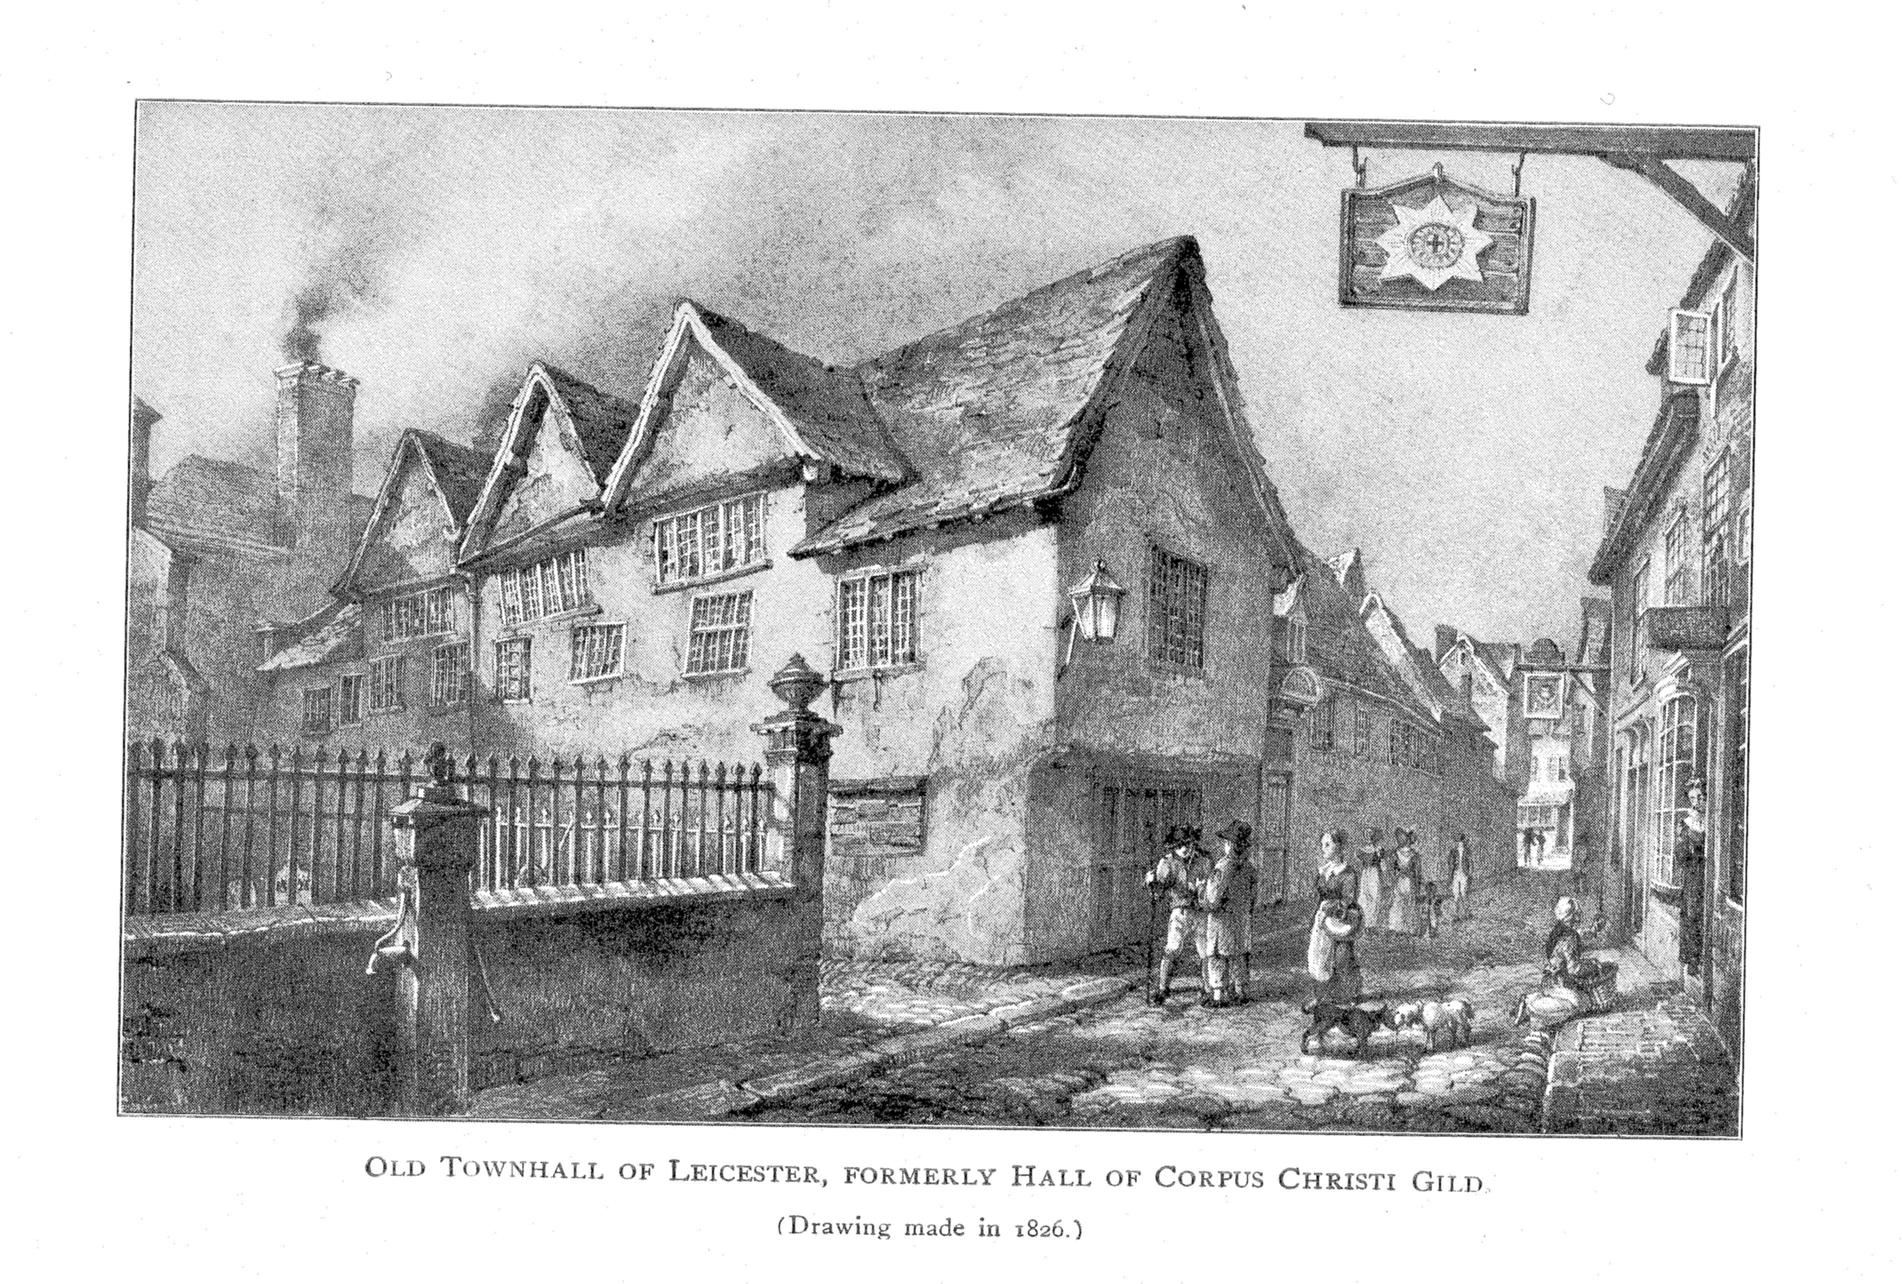 OLD TOWNHALL OF LEICESTER, FORMERLY HALL OF CORPUS CHRISTI GILD.
(Drawing made in 1826.)